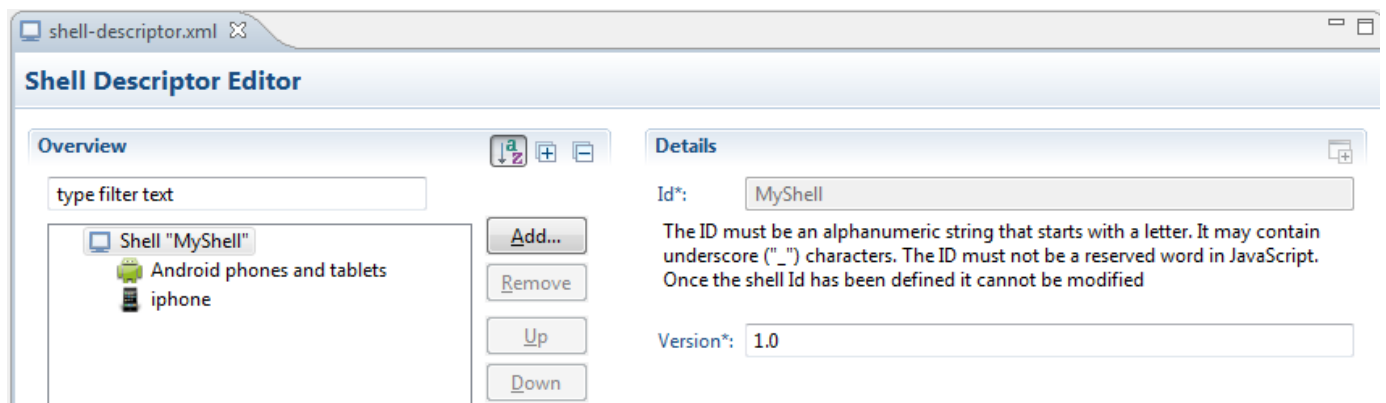 shell-descriptor.xml
Shell Descriptor Editor
Overview
type filter text
Shell "MyShell"
Android phones and tablets
iphone
Add...
Remove
Up
Down
Details
Id*: MyShell
The ID must be an alphanumeric string that starts with a letter. It may contain
underscore ("_") characters. The ID must not be a reserved word in JavaScript.
Once the shell Id has been defined it cannot be modified
Version*: 1.0